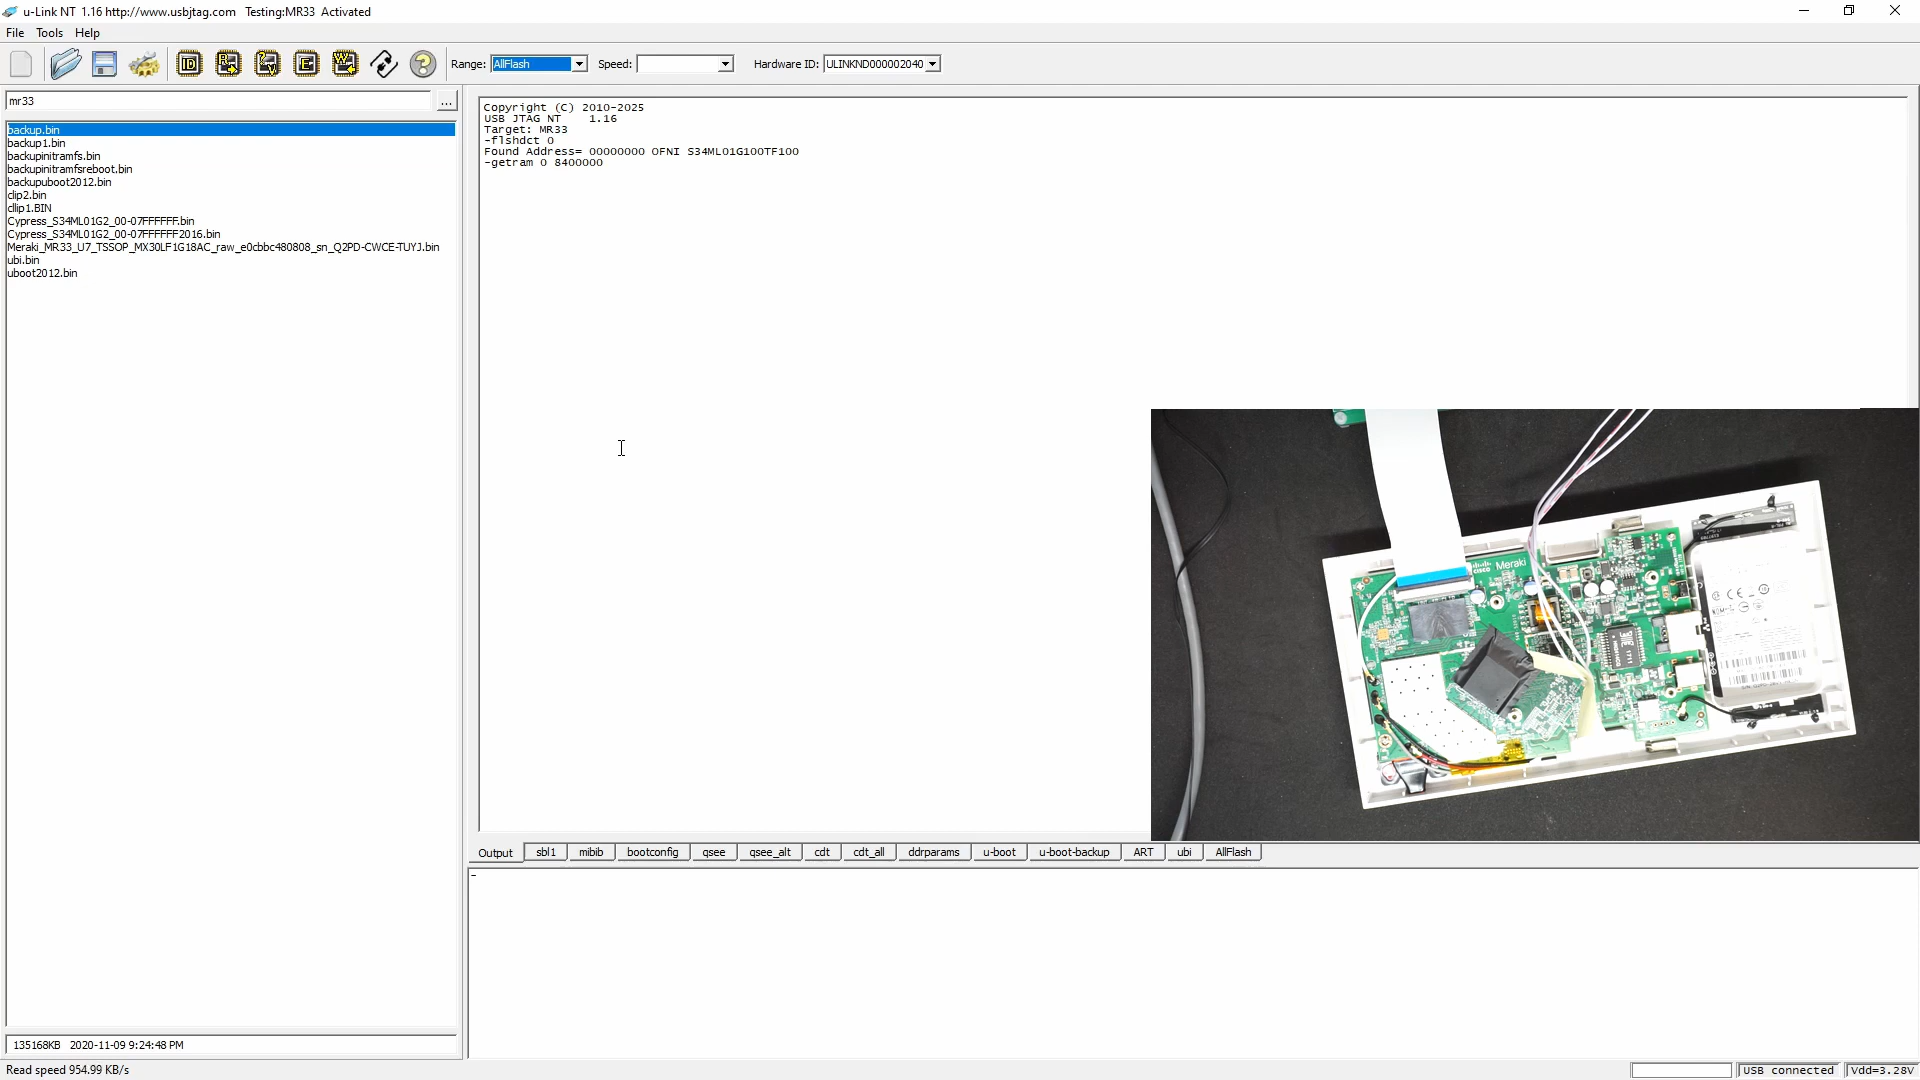 u-Link NT 1.16 http://www.usbjtag.com Testing:MR33 Activated
File Tools Help
ID R ?V E W ?
Range: AllFlash Speed: Hardware ID: ULINKND000002040
mr33 ...
backup.bin
backup1.bin
backupinitramfs.bin
backupinitramfsreboot.bin
backupuboot2012.bin
clip2.bin
cllip1.BIN
Cypress_S34ML01G2_00-07FFFFFF.bin
Cypress_S34ML01G2_00-07FFFFFF2016.bin
Meraki_MR33_U7_TSSOP_MX30LF1G18AC_raw_e0cbbc480808_sn_Q2PD-CWCE-TUYJ.bin
ubi.bin
uboot2012.bin
135168KB 2020-11-09 9:24:48 PM
Copyright (C) 2010-2025
USB JTAG NT 1.16
Target: MR33
-flshdct 0
Found Address= 00000000 OFNI S34ML01G100TF100
-getram 0 8400000
CISCO Meraki
Output sbl1 mibib bootconfig qsee qsee_alt cdt cdt_all ddrparams u-boot u-boot-backup ART ubi AllFlash
-
Read speed 954.99 KB/s
USB connected Vdd=3.28V